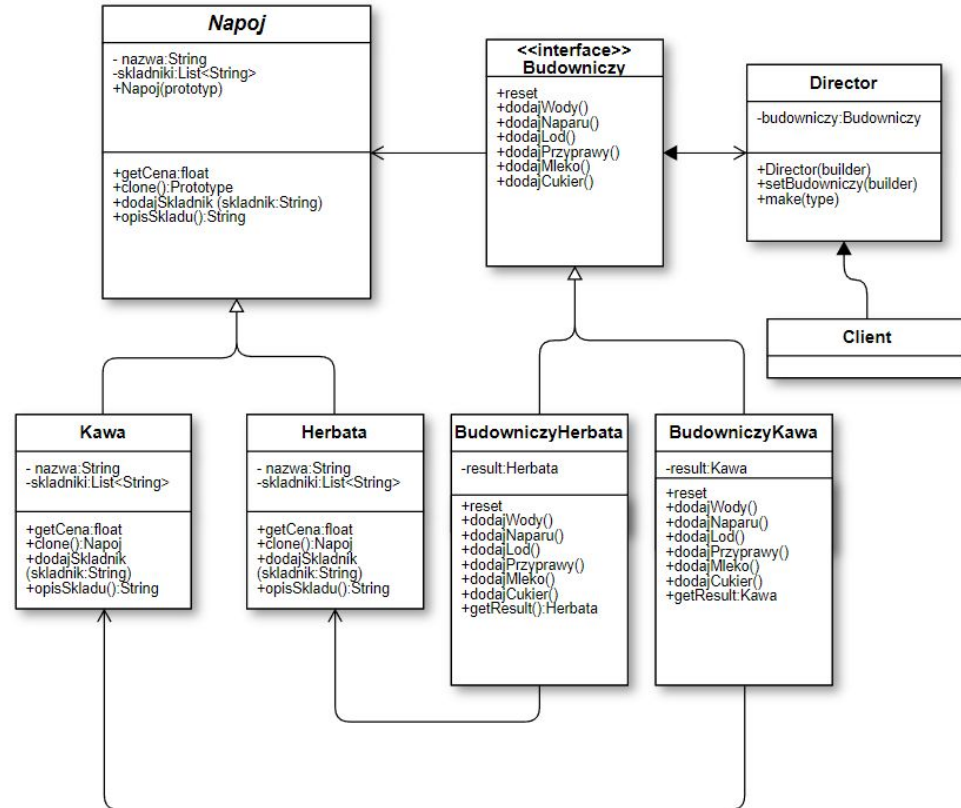 Napoj
- nazwa:String
-skladniki:List<String>
+Napoj(prototyp)
+getCena:float
+clone():Prototype
+dodajSkladnik (skladnik:String)
+opisSkladu():String
<<interface>>
Budowniczy
+reset
+dodajWody()
+dodajNaparu()
+dodajLod()
+dodajPrzyprawy()
+dodajMleko()
+dodajCukier()
Director
-budowniczy:Budowniczy
+Director(builder)
+setBudowniczy(builder)
+make(type)
Client
Kawa
- nazwa:String
-skladniki:List<String>
+getCena:float
+clone():Napoj
+dodajSkladnik
(skladnik:String)
+opisSkladu():String
Herbata
- nazwa:String
-skladniki:List<String>
+getCena:float
+clone():Napoj
+dodajSkladnik
(skladnik:String)
+opisSkladu():String
BudowniczyHerbata
-result:Herbata
+reset
+dodajWody()
+dodajNaparu()
+dodajLod()
+dodajPrzyprawy()
+dodajMleko()
+dodajCukier()
+getResult():Herbata
BudowniczyKawa
-result:Kawa
+reset
+dodajWody()
+dodajNaparu()
+dodajLod()
+dodajPrzyprawy()
+dodajMleko()
+dodajCukier()
+getResult:Kawa